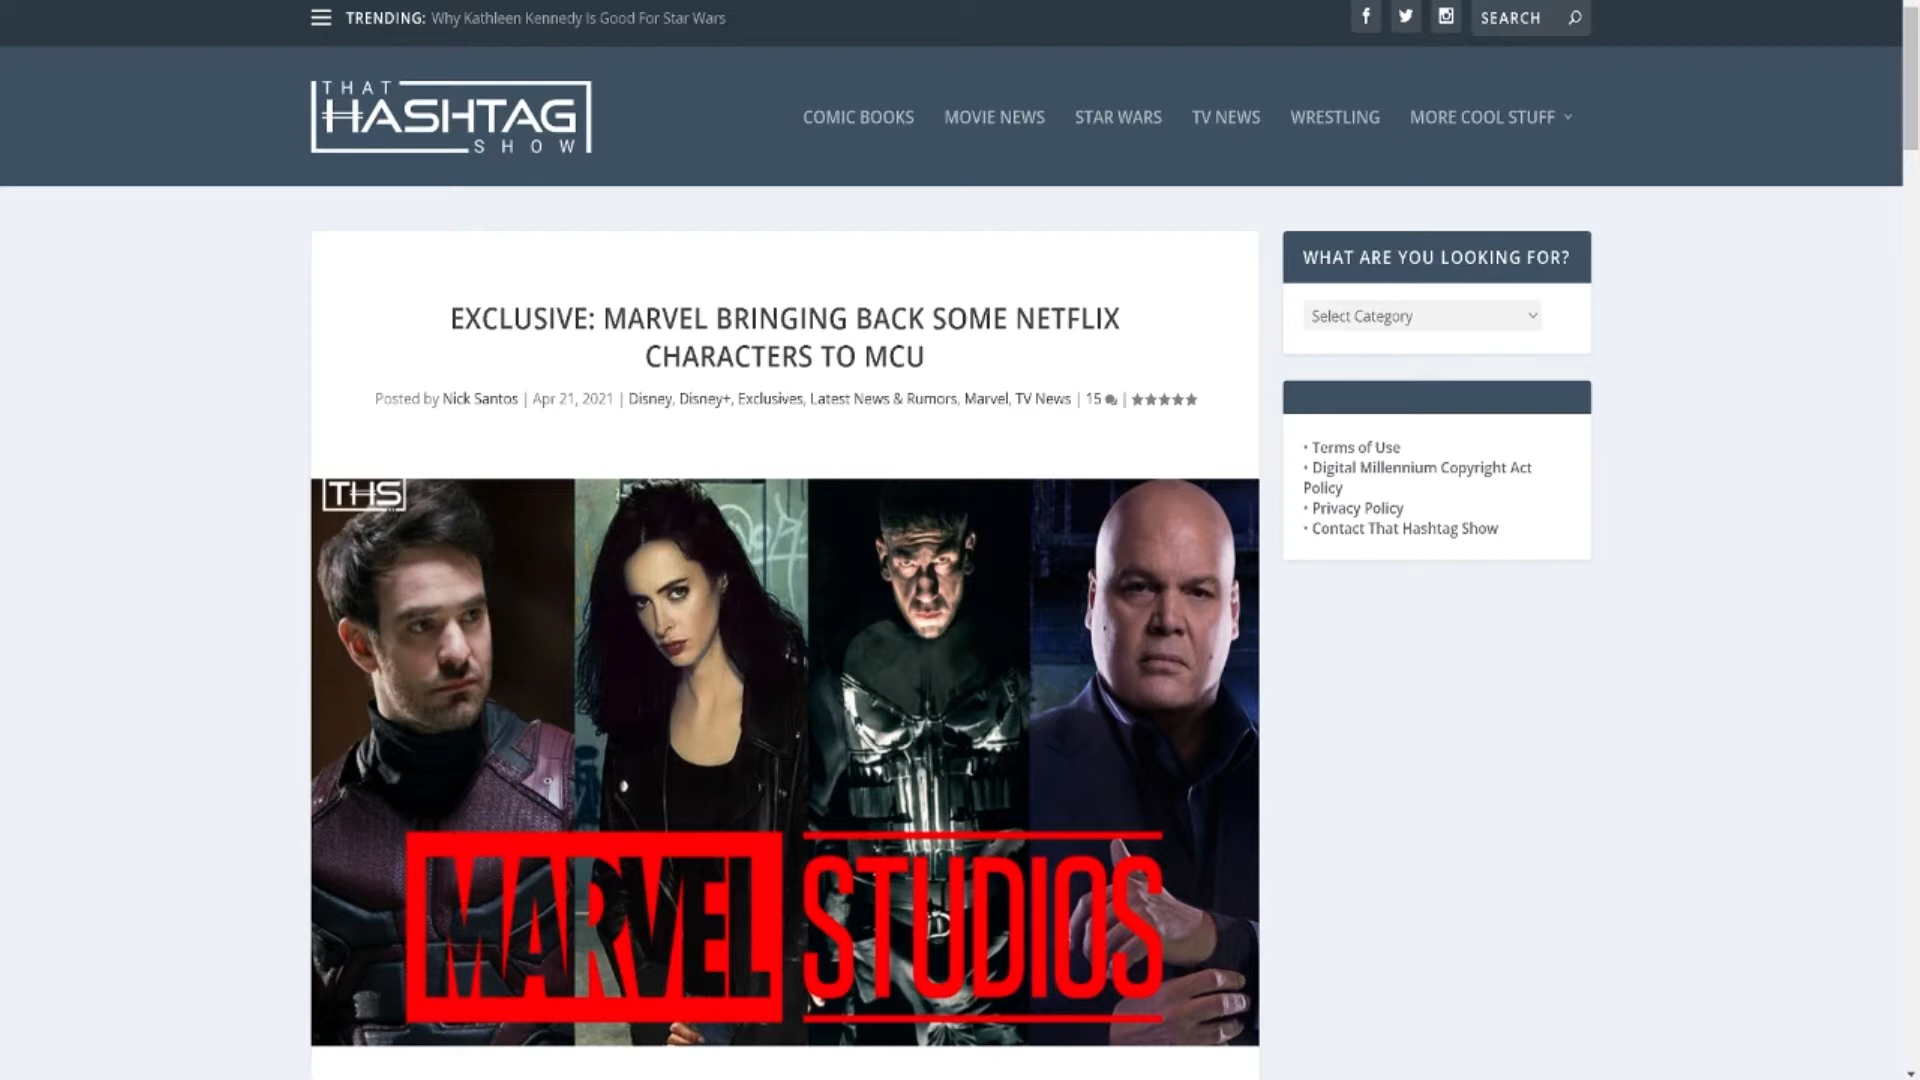 TRENDING: Why Kathleen Kennedy Is Good For Star Wars
SEARCH
THAT
HASHTAG
SHOW
COMIC BOOKS MOVIE NEWS STAR WARS TV NEWS WRESTLING MORE COOL STUFF
EXCLUSIVE: MARVEL BRINGING BACK SOME NETFLIX
CHARACTERS TO MCU
Posted by Nick Santos | Apr 21, 2021 | Disney, Disney+, Exclusives, Latest News & Rumors, Marvel, TV News | 15 | ★★★★★
THS
MARVEL STUDIOS
WHAT ARE YOU LOOKING FOR?
Select Category
• Terms of Use
• Digital Millennium Copyright Act
Policy
• Privacy Policy
• Contact That Hashtag Show